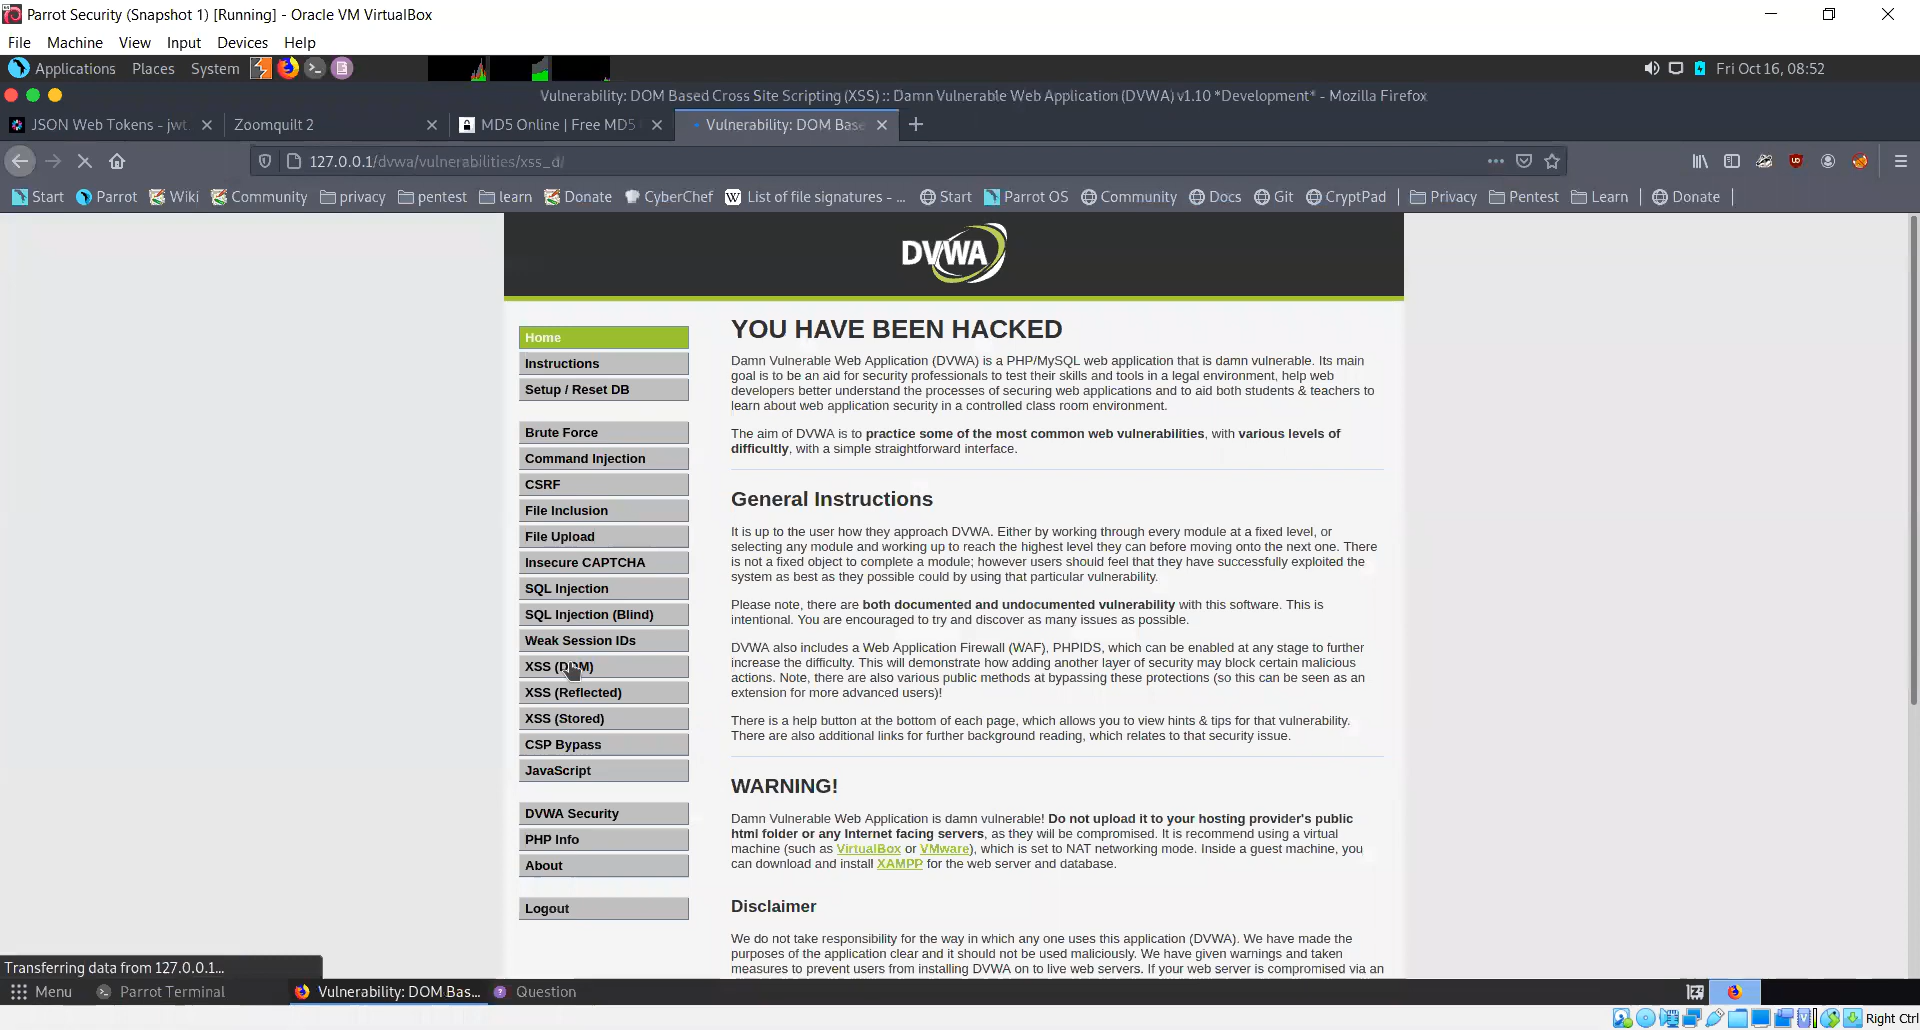 Parrot Security (Snapshot 1) [Running] - Oracle VM VirtualBox
File Machine View Input Devices Help
Applications Places System Fri Oct 16, 08:52
Vulnerability: DOM Based Cross Site Scripting (XSS) :: Damn Vulnerable Web Application (DVWA) v1.10 *Development* - Mozilla Firefox
JSON Web Tokens - jwt. Zoomquilt 2 MD5 Online | Free MD5 Vulnerability: DOM Base
127.0.0.1/dvwa/vulnerabilities/xss_d/
Start Parrot Wiki Community privacy pentest learn Donate CyberChef W List of file signatures - ... Start Parrot OS Community Docs Git CryptPad Privacy Pentest Learn Donate
DVWA
Home
Instructions
Setup / Reset DB
Brute Force
Command Injection
CSRF
File Inclusion
File Upload
Insecure CAPTCHA
SQL Injection
SQL Injection (Blind)
Weak Session IDs
XSS (DOM)
XSS (Reflected)
XSS (Stored)
CSP Bypass
JavaScript
DVWA Security
PHP Info
About
Logout
YOU HAVE BEEN HACKED
Damn Vulnerable Web Application (DVWA) is a PHP/MySQL web application that is damn vulnerable. Its main
goal is to be an aid for security professionals to test their skills and tools in a legal environment, help web
developers better understand the processes of securing web applications and to aid both students & teachers to
learn about web application security in a controlled class room environment.
The aim of DVWA is to practice some of the most common web vulnerabilities, with various levels of
difficultly, with a simple straightforward interface.
General Instructions
It is up to the user how they approach DVWA. Either by working through every module at a fixed level, or
selecting any module and working up to reach the highest level they can before moving onto the next one. There
is not a fixed object to complete a module; however users should feel that they have successfully exploited the
system as best as they possible could by using that particular vulnerability.
Please note, there are both documented and undocumented vulnerability with this software. This is
intentional. You are encouraged to try and discover as many issues as possible.
DVWA also includes a Web Application Firewall (WAF), PHPIDS, which can be enabled at any stage to further
increase the difficulty. This will demonstrate how adding another layer of security may block certain malicious
actions. Note, there are also various public methods at bypassing these protections (so this can be seen as an
extension for more advanced users)!
There is a help button at the bottom of each page, which allows you to view hints & tips for that vulnerability.
There are also additional links for further background reading, which relates to that security issue.
WARNING!
Damn Vulnerable Web Application is damn vulnerable! Do not upload it to your hosting provider's public
html folder or any Internet facing servers, as they will be compromised. It is recommend using a virtual
machine (such as VirtualBox or VMware), which is set to NAT networking mode. Inside a guest machine, you
can download and install XAMPP for the web server and database.
Disclaimer
We do not take responsibility for the way in which any one uses this application (DVWA). We have made the
purposes of the application clear and it should not be used maliciously. We have given warnings and taken
measures to prevent users from installing DVWA on to live web servers. If your web server is compromised via an
Transferring data from 127.0.0.1...
Menu Parrot Terminal Vulnerability: DOM Bas... Question
Right Ctrl